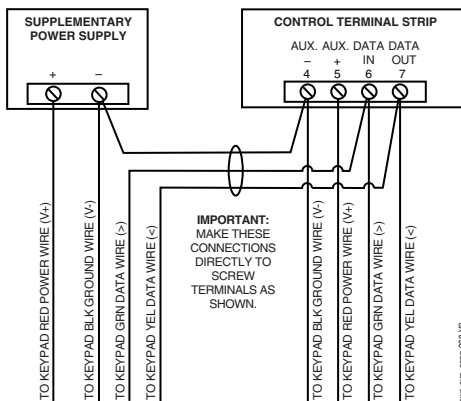 SUPPLEMENTARY
POWER SUPPLY
+ –
CONTROL TERMINAL STRIP
AUX. AUX. DATA DATA
– + IN OUT
4 5 6 7
TO KEYPAD RED POWER WIRE (V+)
TO KEYPAD BLK GROUND WIRE (V-)
TO KEYPAD GRN DATA WIRE (>)
TO KEYPAD YEL DATA WIRE (<)
IMPORTANT:
MAKE THESE
CONNECTIONS
DIRECTLY TO
SCREW
TERMINALS AS
SHOWN.
TO KEYPAD BLK GROUND WIRE (V-)
TO KEYPAD RED POWER WIRE (V+)
TO KEYPAD GRN DATA WIRE (>)
TO KEYPAD YEL DATA WIRE (<)